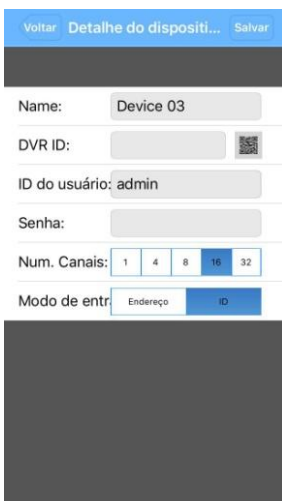 Voltar Detalhe do dispositi... Salvar
Name: Device 03
DVR ID:
ID do usuário: admin
Senha:
Num. Canais: 1 4 8 16 32
Modo de entr Endereço ID